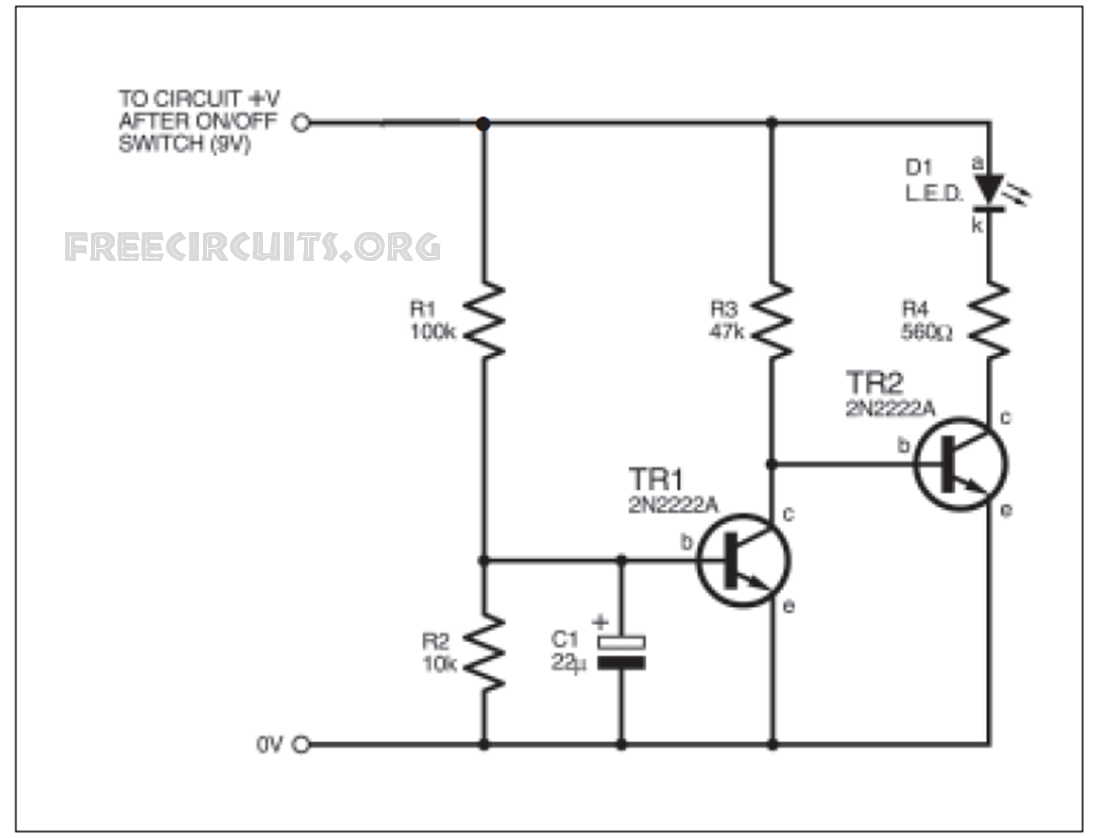 TO CIRCUIT +V
AFTER ON/OFF
SWITCH (9V)
FREECIRCUITS.ORG
D1
L.E.D.
a
k
R1
100k
R3
47k
R4
560Ω
TR2
2N2222A
b
c
e
TR1
2N2222A
b
c
e
R2
10k
C1
22μ
+
0V